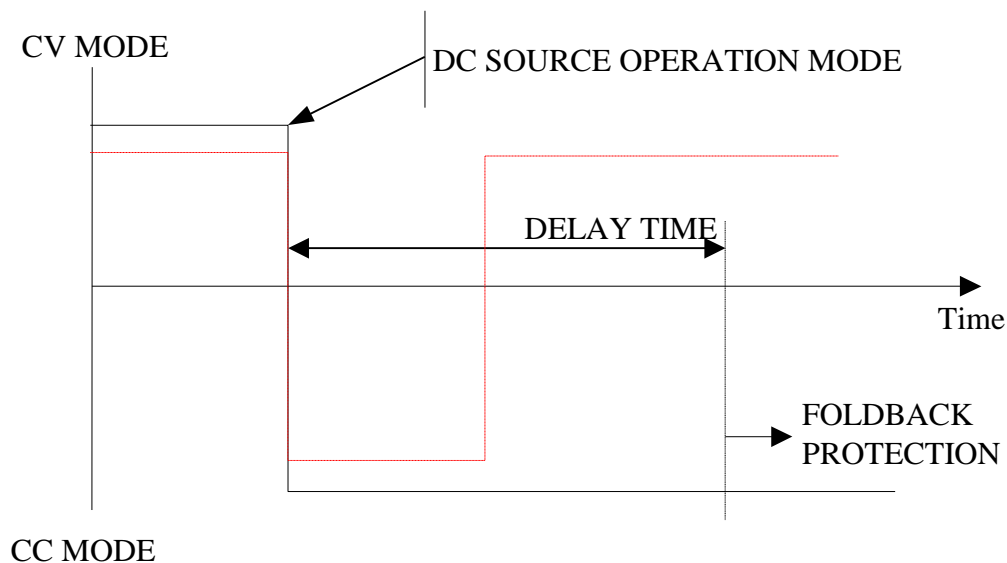 CV MODE
DC SOURCE OPERATION MODE
DELAY TIME
Time
FOLDBACK
PROTECTION
CC MODE